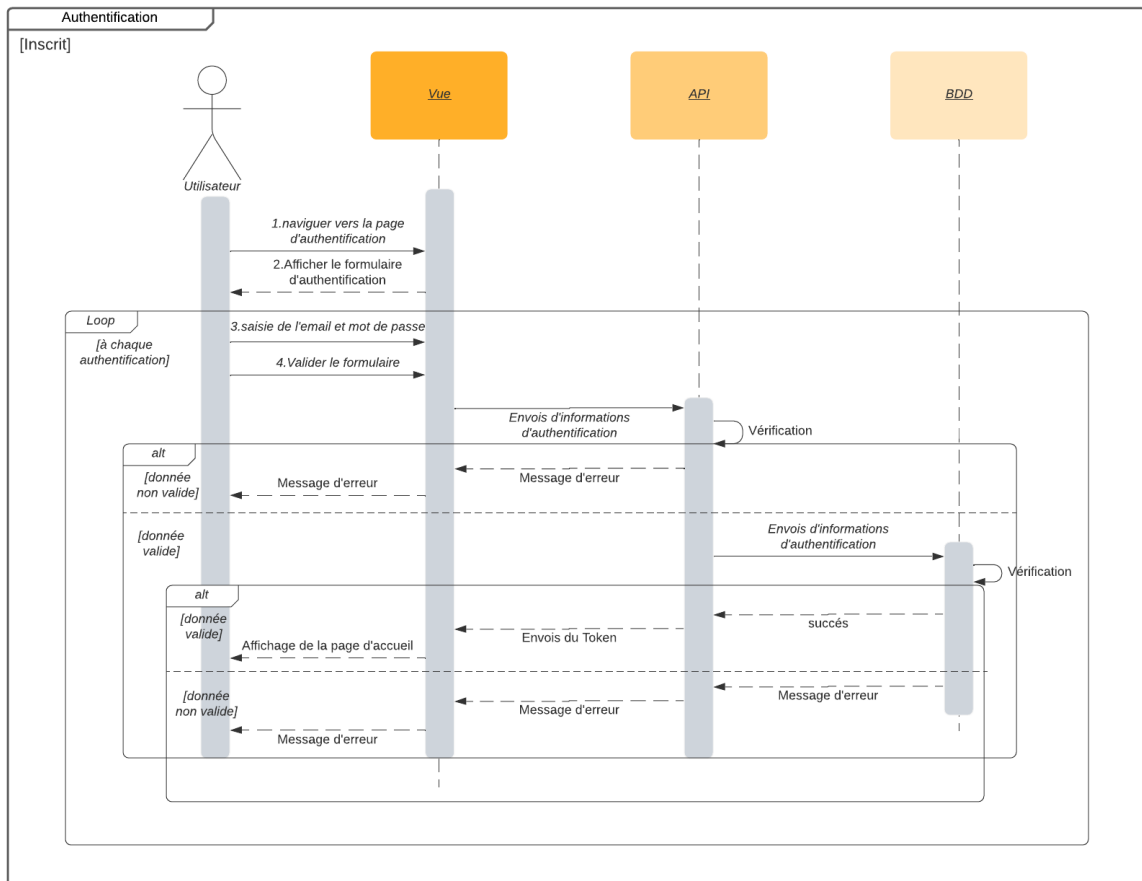 Authentification
[Inscrit]
Vue
API
BDD
Utilisateur
1.naviguer vers la page
d'authentification
2.Afficher le formulaire
d'authentification
Loop
[à chaque
authentification]
3.saisie de l'email et mot de passe
4.Valider le formulaire
Envois d'informations
d'authentification
Vérification
alt
[donnée
non valide]
Message d'erreur
Message d'erreur
[donnée
valide]
Envois d'informations
d'authentification
Vérification
alt
[donnée
valide]
succés
Envois du Token
Affichage de la page d'accueil
[donnée
non valide]
Message d'erreur
Message d'erreur
Message d'erreur